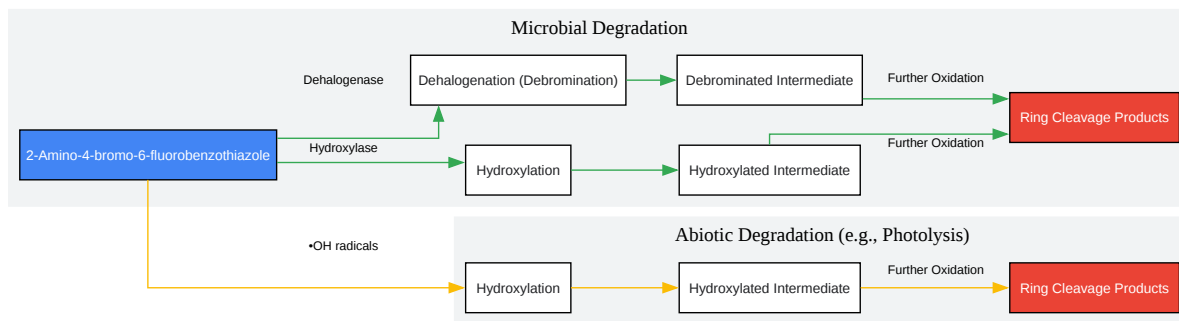 Microbial Degradation
Dehalogenase
Dehalogenation (Debromination)
Debrominated Intermediate
Further Oxidation
Ring Cleavage Products
2-Amino-4-bromo-6-fluorobenzothiazole
Hydroxylase
Hydroxylation
Hydroxylated Intermediate
Further Oxidation
Abiotic Degradation (e.g., Photolysis)
•OH radicals
Hydroxylation
Hydroxylated Intermediate
Further Oxidation
Ring Cleavage Products